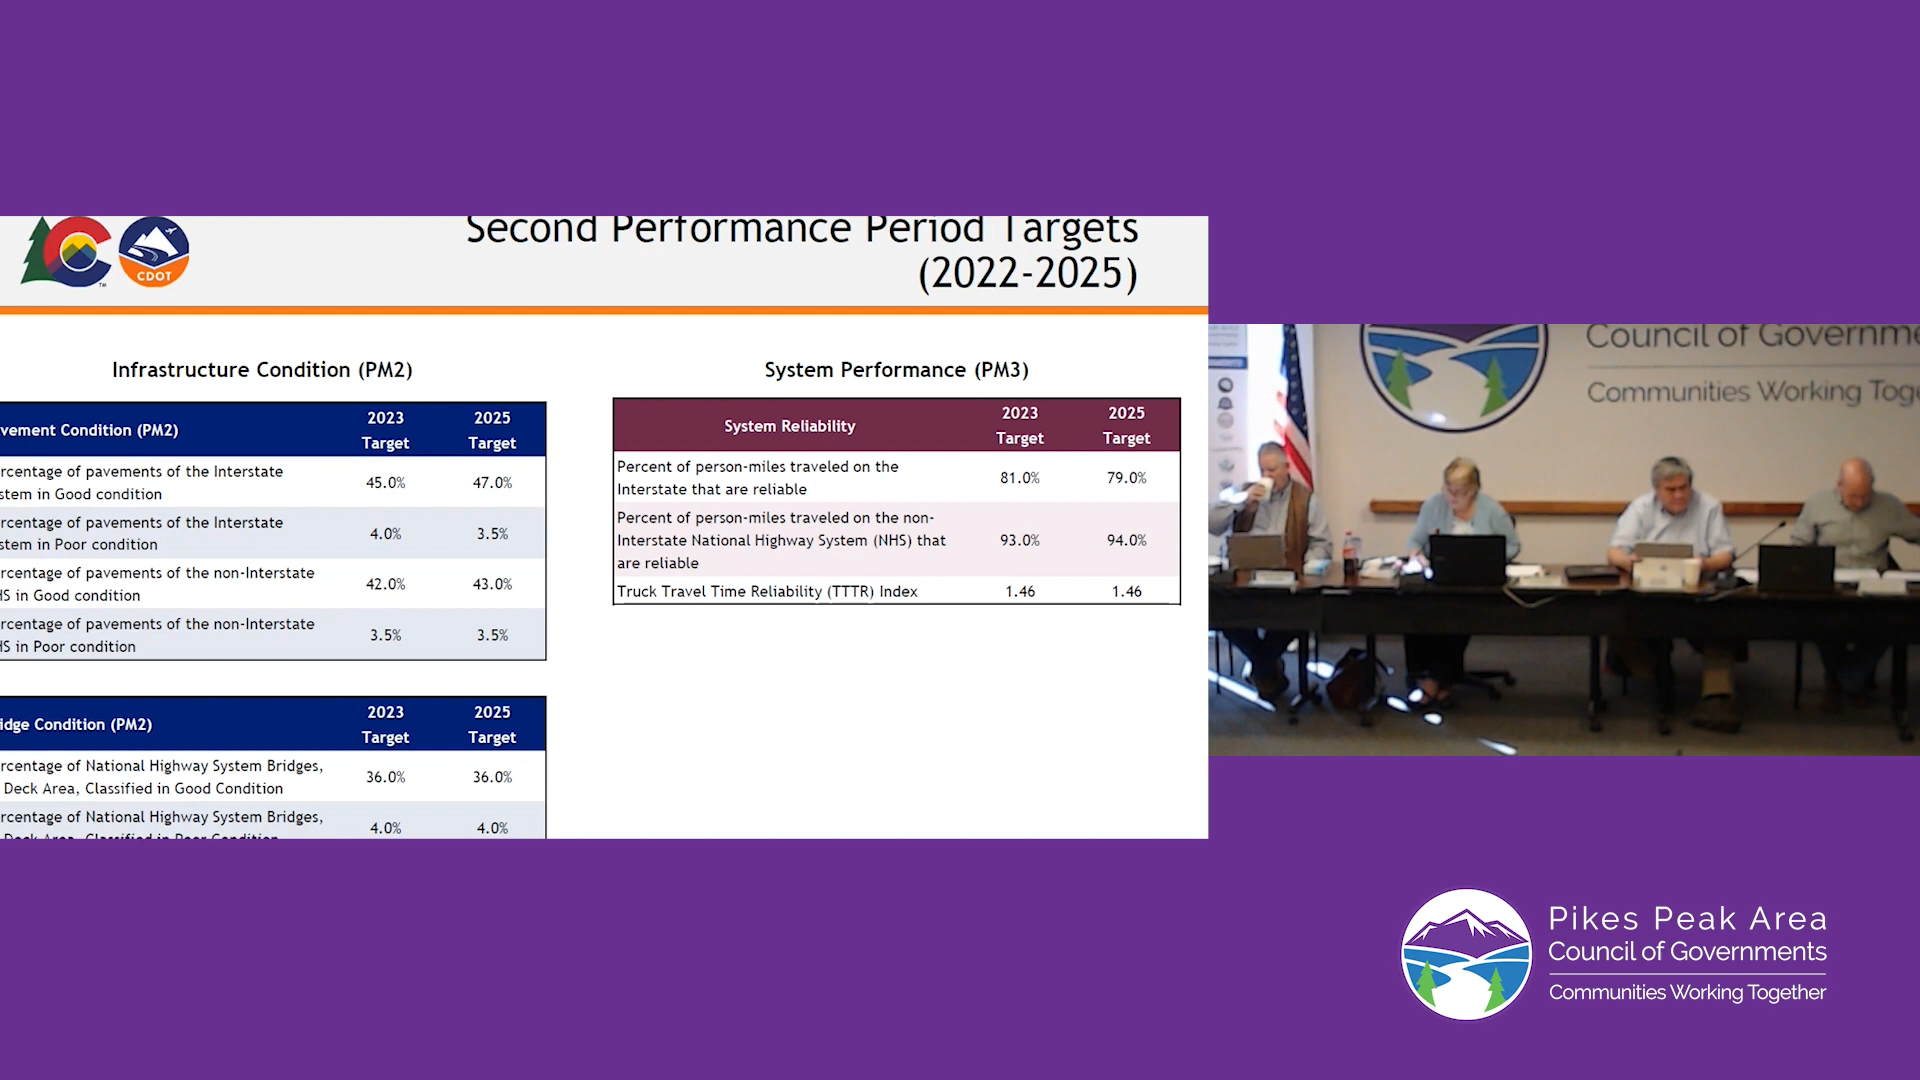 Second Performance Period Targets
(2022-2025)
CDOT
TM
Infrastructure Condition (PM2)
vement Condition (PM2) 2023 Target 2025 Target
rcentage of pavements of the Interstate
stem in Good condition 45.0% 47.0%
rcentage of pavements of the Interstate
stem in Poor condition 4.0% 3.5%
rcentage of pavements of the non-Interstate
HS in Good condition 42.0% 43.0%
rcentage of pavements of the non-Interstate
HS in Poor condition 3.5% 3.5%
idge Condition (PM2) 2023 Target 2025 Target
rcentage of National Highway System Bridges,
Deck Area, Classified in Good Condition 36.0% 36.0%
rcentage of National Highway System Bridges,
Deck Area, Classified in Poor Condition 4.0% 4.0%
System Performance (PM3)
System Reliability 2023 Target 2025 Target
Percent of person-miles traveled on the
Interstate that are reliable 81.0% 79.0%
Percent of person-miles traveled on the non-
Interstate National Highway System (NHS) that
are reliable 93.0% 94.0%
Truck Travel Time Reliability (TTTR) Index 1.46 1.46
Council of Governme
Communities Working Toge
Pikes Peak Area
Council of Governments
Communities Working Together